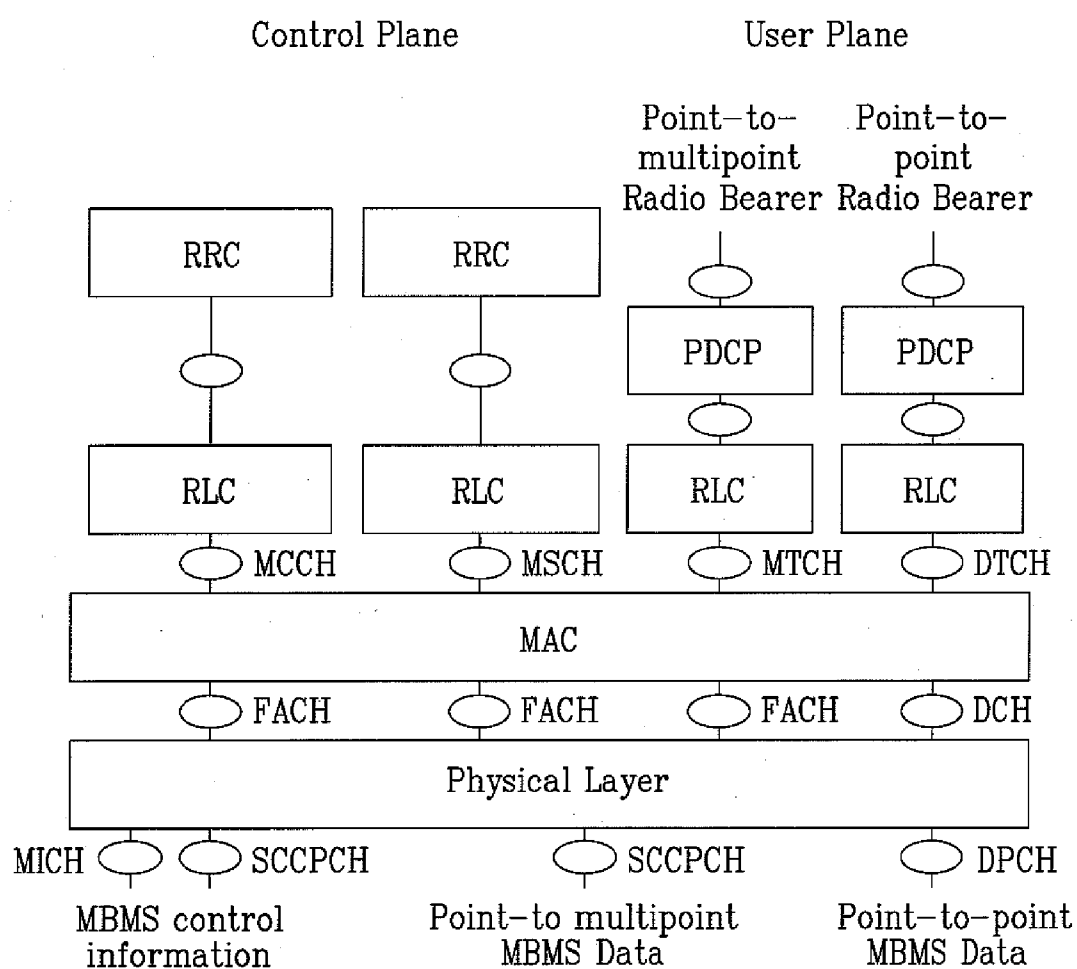 Control Plane
User Plane
Point-to-
multipoint
Radio Bearer
Point-to-
point
Radio Bearer
RRC
RRC
PDCP
PDCP
RLC
RLC
RLC
RLC
MCCH
MSCH
MTCH
DTCH
MAC
FACH
FACH
FACH
DCH
Physical Layer
MICH
SCCPCH
SCCPCH
DPCH
MBMS control
information
Point-to multipoint
MBMS Data
Point-to-point
MBMS Data